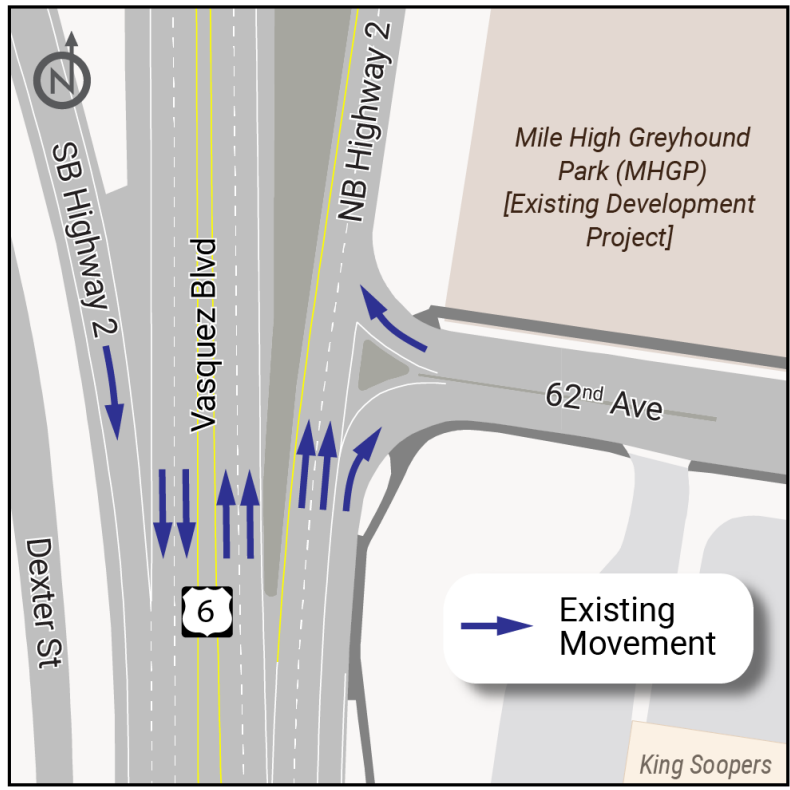 N
SB Highway 2
Vasquez Blvd
NB Highway 2
Mile High Greyhound
Park (MHGP)
[Existing Development
Project]
62nd Ave
Dexter St
6
Existing
Movement
King Soopers